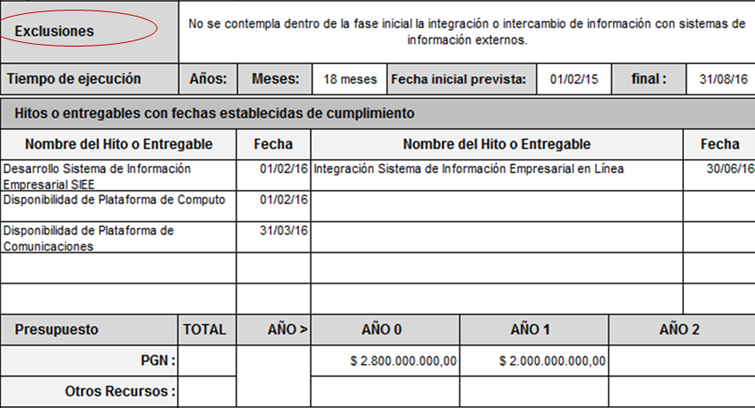 Exclusiones
No se contempla dentro de la fase inicial la integración o intercambio de información con sistemas de
información externos.
Tiempo de ejecución Años: Meses: 18 meses Fecha inicial prevista: 01/02/15 final : 31/08/16
Hitos o entregables con fechas establecidas de cumplimiento
Nombre del Hito o Entregable Fecha Nombre del Hito o Entregable Fecha
Desarrollo Sistema de Información
Empresarial SIEE
01/02/16 Integración Sistema de Información Empresarial en Línea 30/06/16
Disponibilidad de Plataforma de Computo 01/02/16
Disponibilidad de Plataforma de
Comunicaciones
31/03/16
Presupuesto TOTAL AÑO > AÑO 0 AÑO 1 AÑO 2
PGN : $ 2.800.000.000,00 $ 2.000.000.000,00
Otros Recursos :